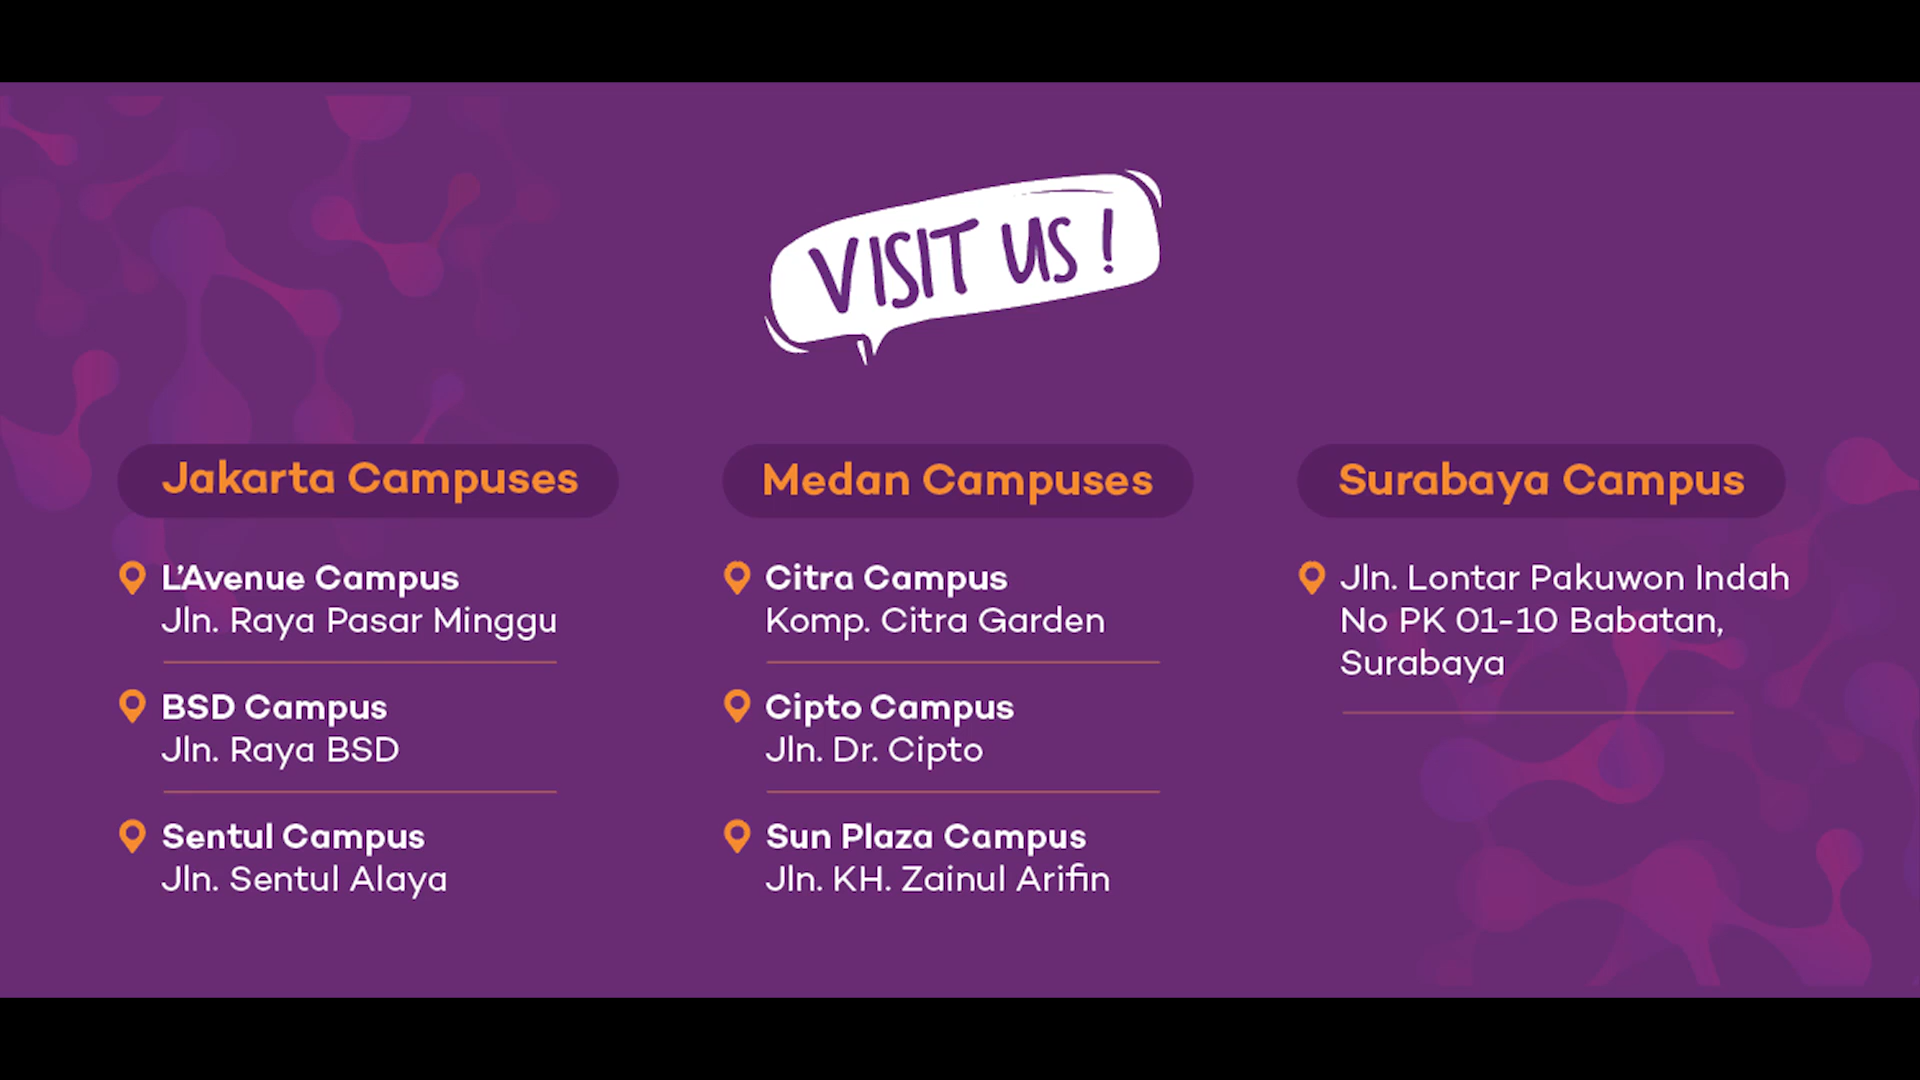 VISIT US !
Jakarta Campuses
L'Avenue Campus
Jln. Raya Pasar Minggu
BSD Campus
Jln. Raya BSD
Sentul Campus
Jln. Sentul Alaya
Medan Campuses
Citra Campus
Komp. Citra Garden
Cipto Campus
Jln. Dr. Cipto
Sun Plaza Campus
Jln. KH. Zainul Arifin
Surabaya Campus
Jln. Lontar Pakuwon Indah
No PK 01-10 Babatan,
Surabaya